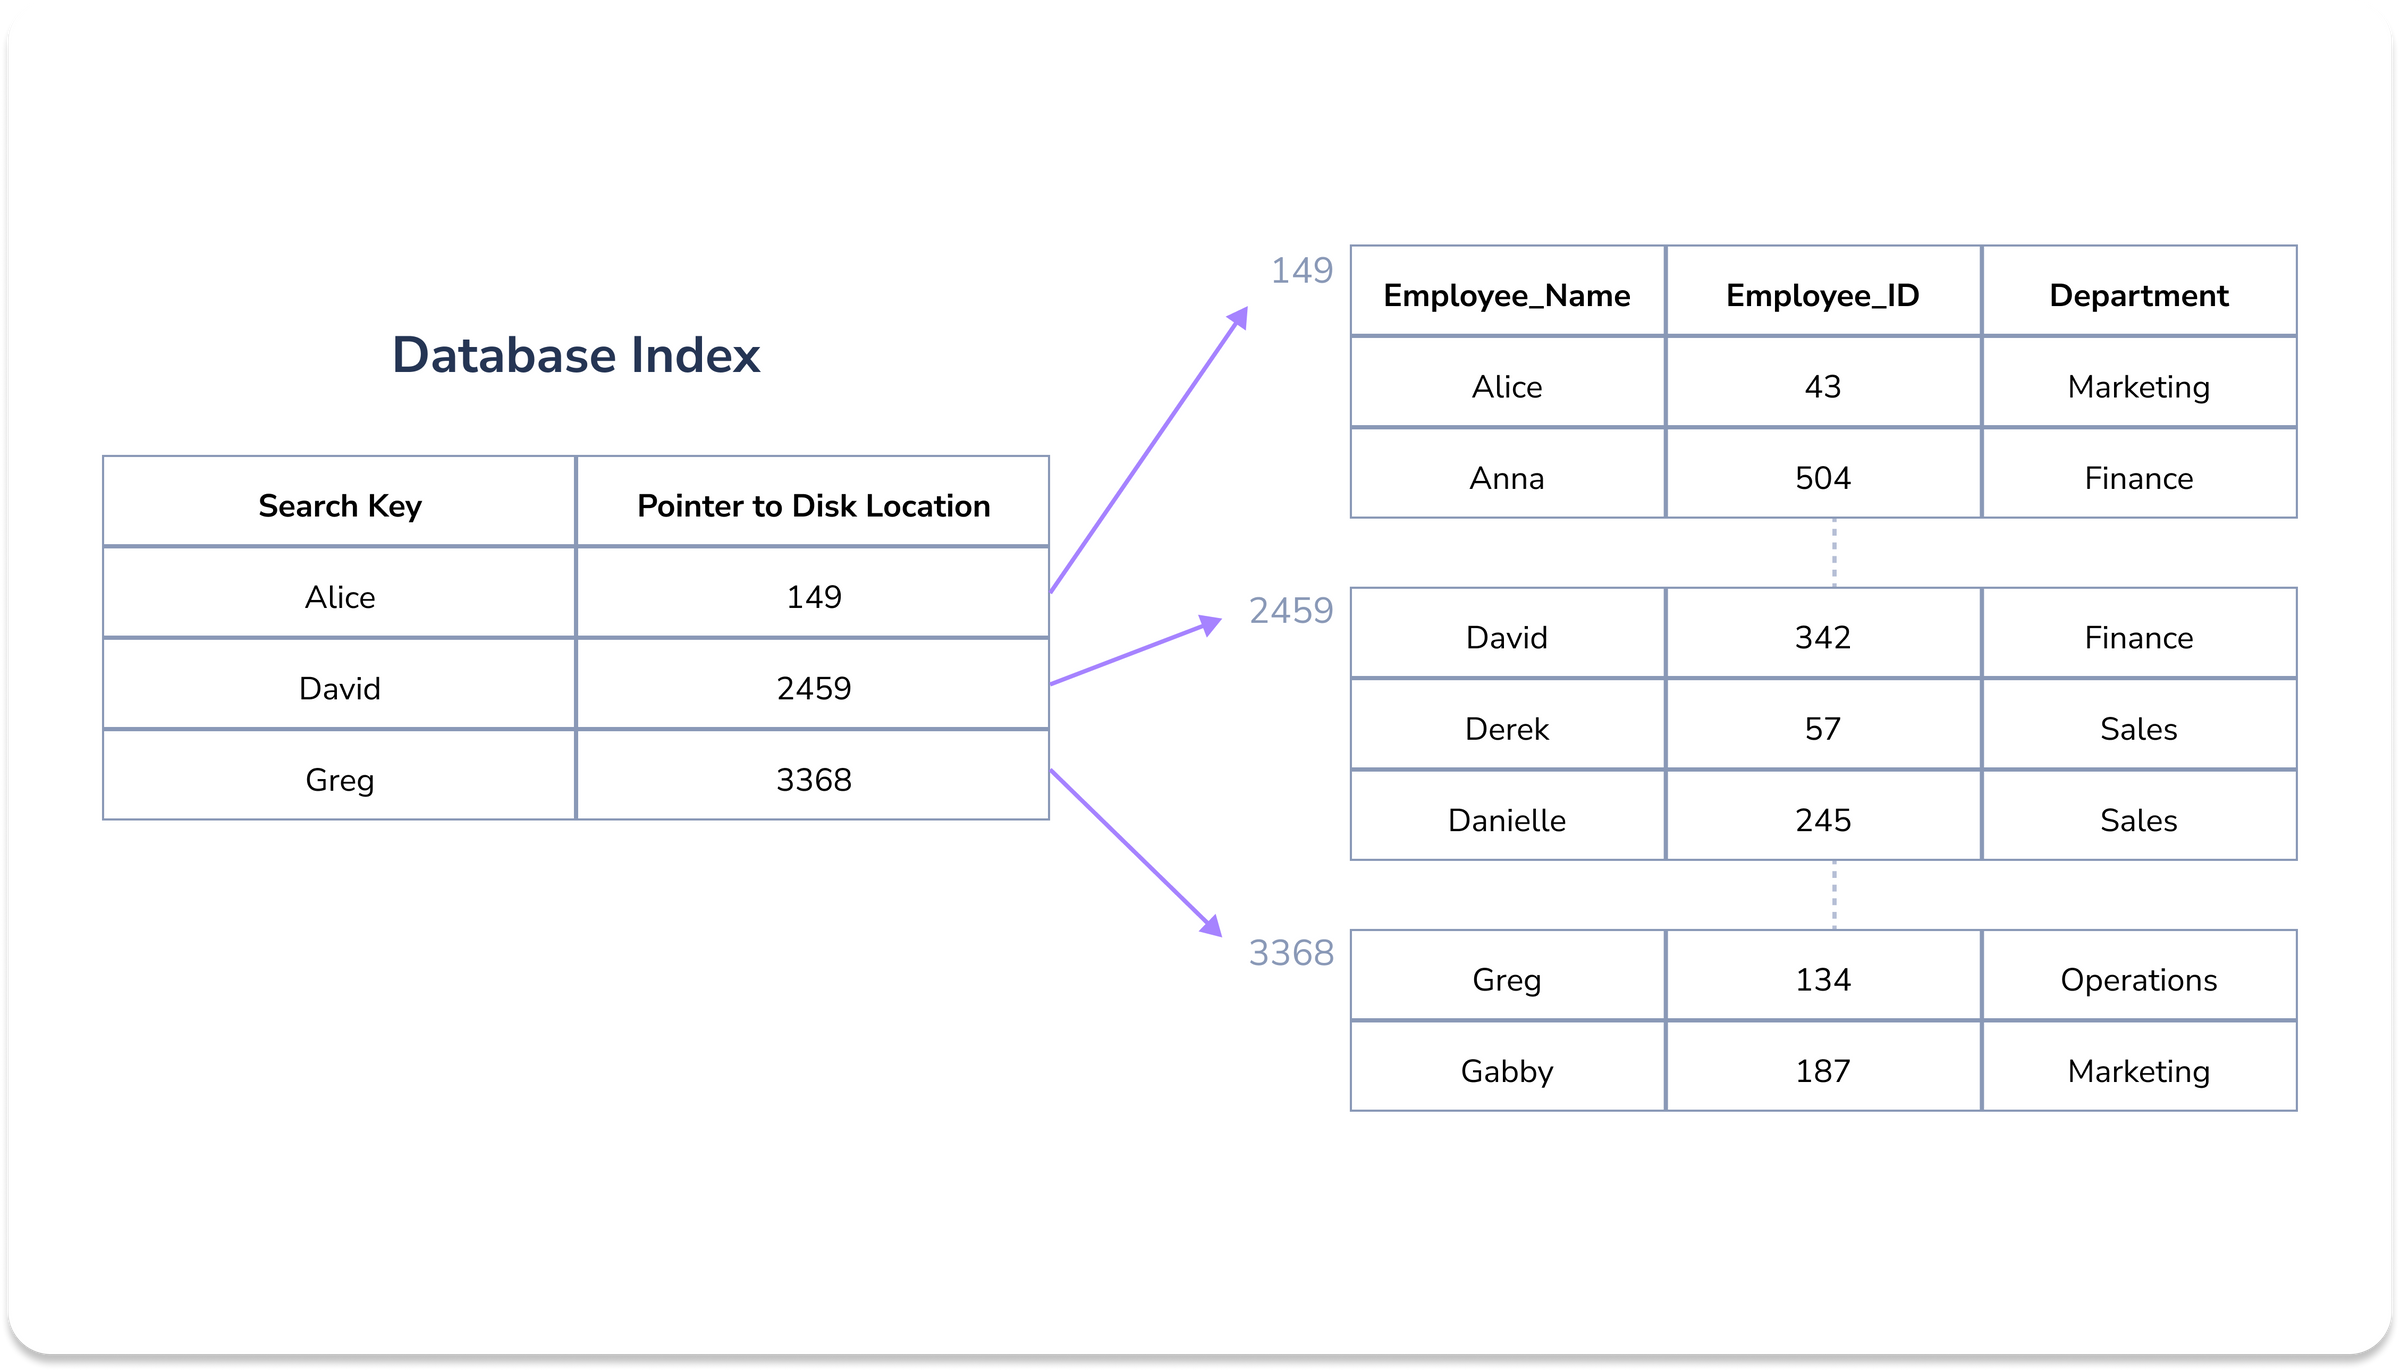 Database Index
Search Key Pointer to Disk Location
Alice 149
David 2459
Greg 3368
149
Employee_Name Employee_ID Department
Alice 43 Marketing
Anna 504 Finance
2459
David 342 Finance
Derek 57 Sales
Danielle 245 Sales
3368
Greg 134 Operations
Gabby 187 Marketing